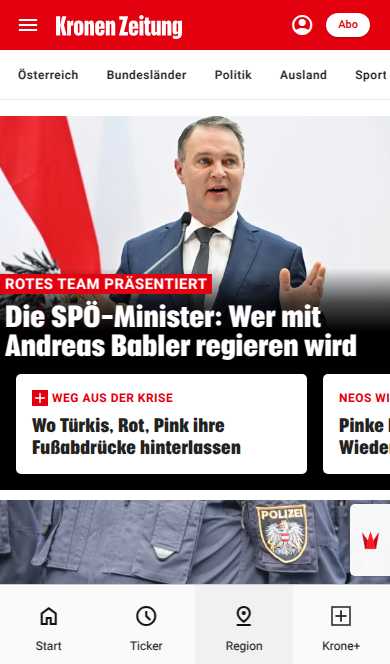 Kronen Zeitung
Abo
Österreich Bundesländer Politik Ausland Sport
ROTES TEAM PRÄSENTIERT
Die SPÖ-Minister: Wer mit
Andreas Babler regieren wird
WEG AUS DER KRISE
Wo Türkis, Rot, Pink ihre
Fußabdrücke hinterlassen
NEOS
Pinke
POLIZEI
Start Ticker Region Krone+